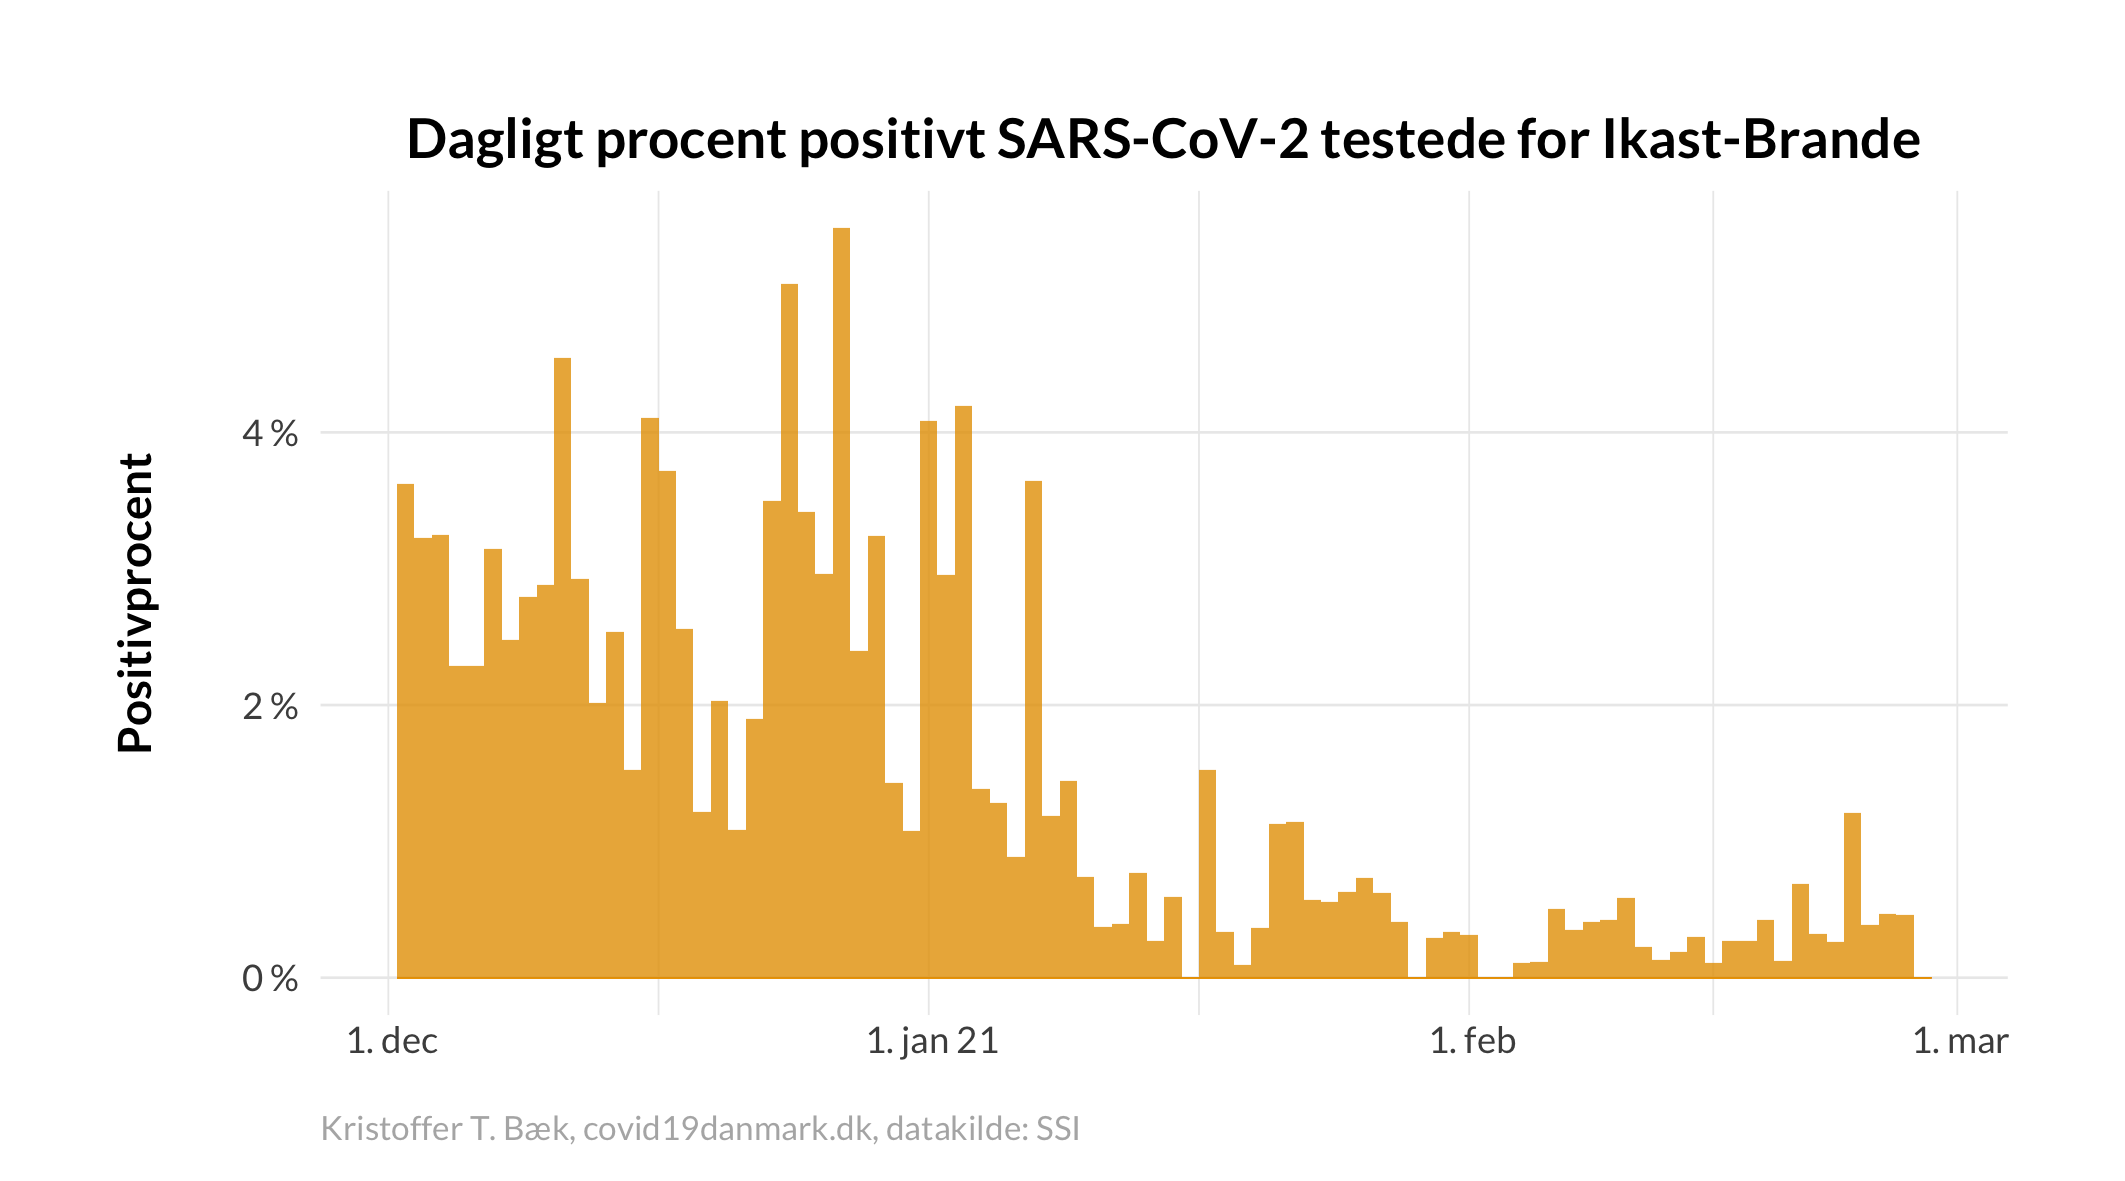 Dagligt procent positivt SARS-CoV-2 testede for Ikast-Brande
Positivprocent
4 %
2 %
0 %
1. dec
1. jan 21
1. feb
1. mar
Kristoffer T. Bæk, covid19danmark.dk, datakilde: SSI